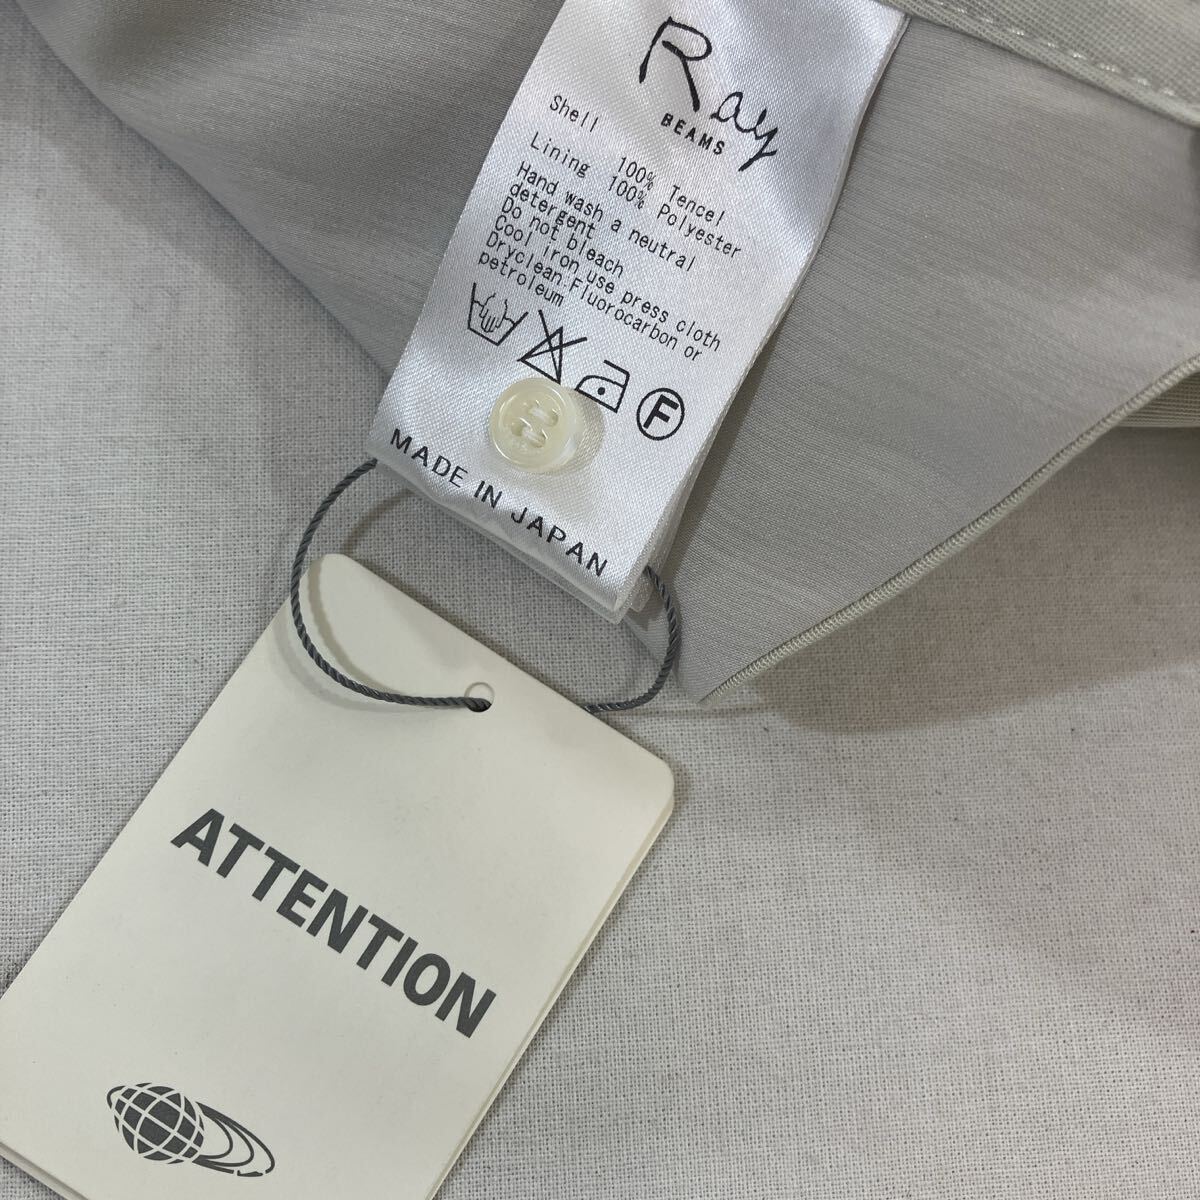 Ray
BEAMS
Shell 100% Tencel
Lining 100% Polyester
Hand wash a neutral
detergent
Do not bleach
Cool iron use press cloth
Dryclean.Fluorocarbon or
petroleum
F
MADE IN JAPAN
ATTENTION